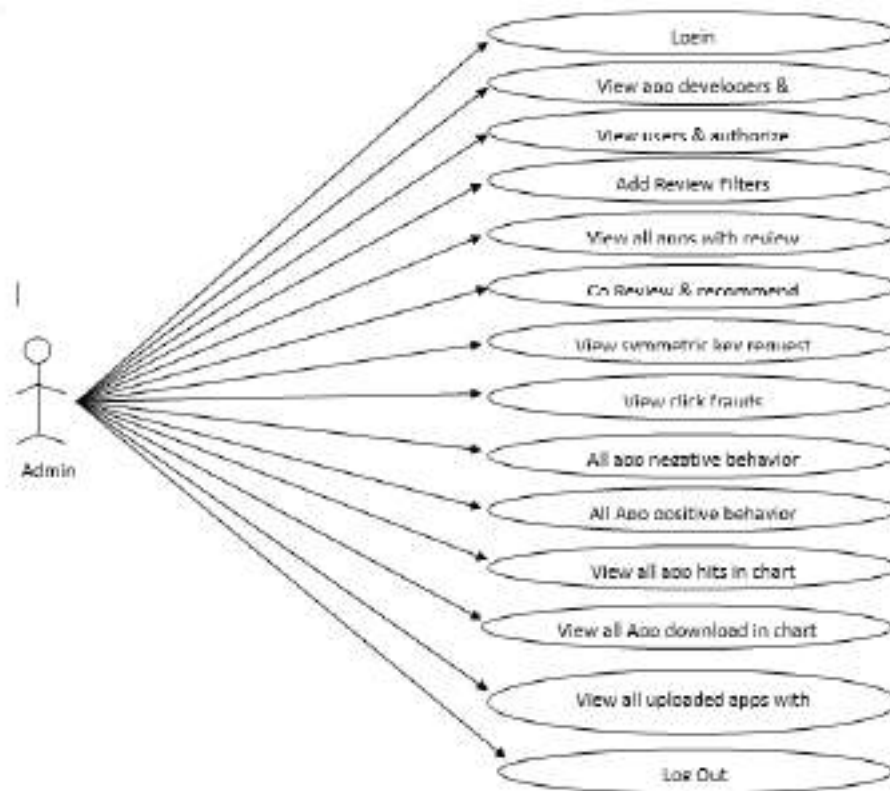 Login
View app developers &
View users & authorize
Add Review Filters
View all apps with review
Co Review & recommend
View symmetric key request
View click frauds
Admin
All app negative behavior
All App positive behavior
View all app hits in chart
View all App download in chart
View all uploaded apps with
Log Out